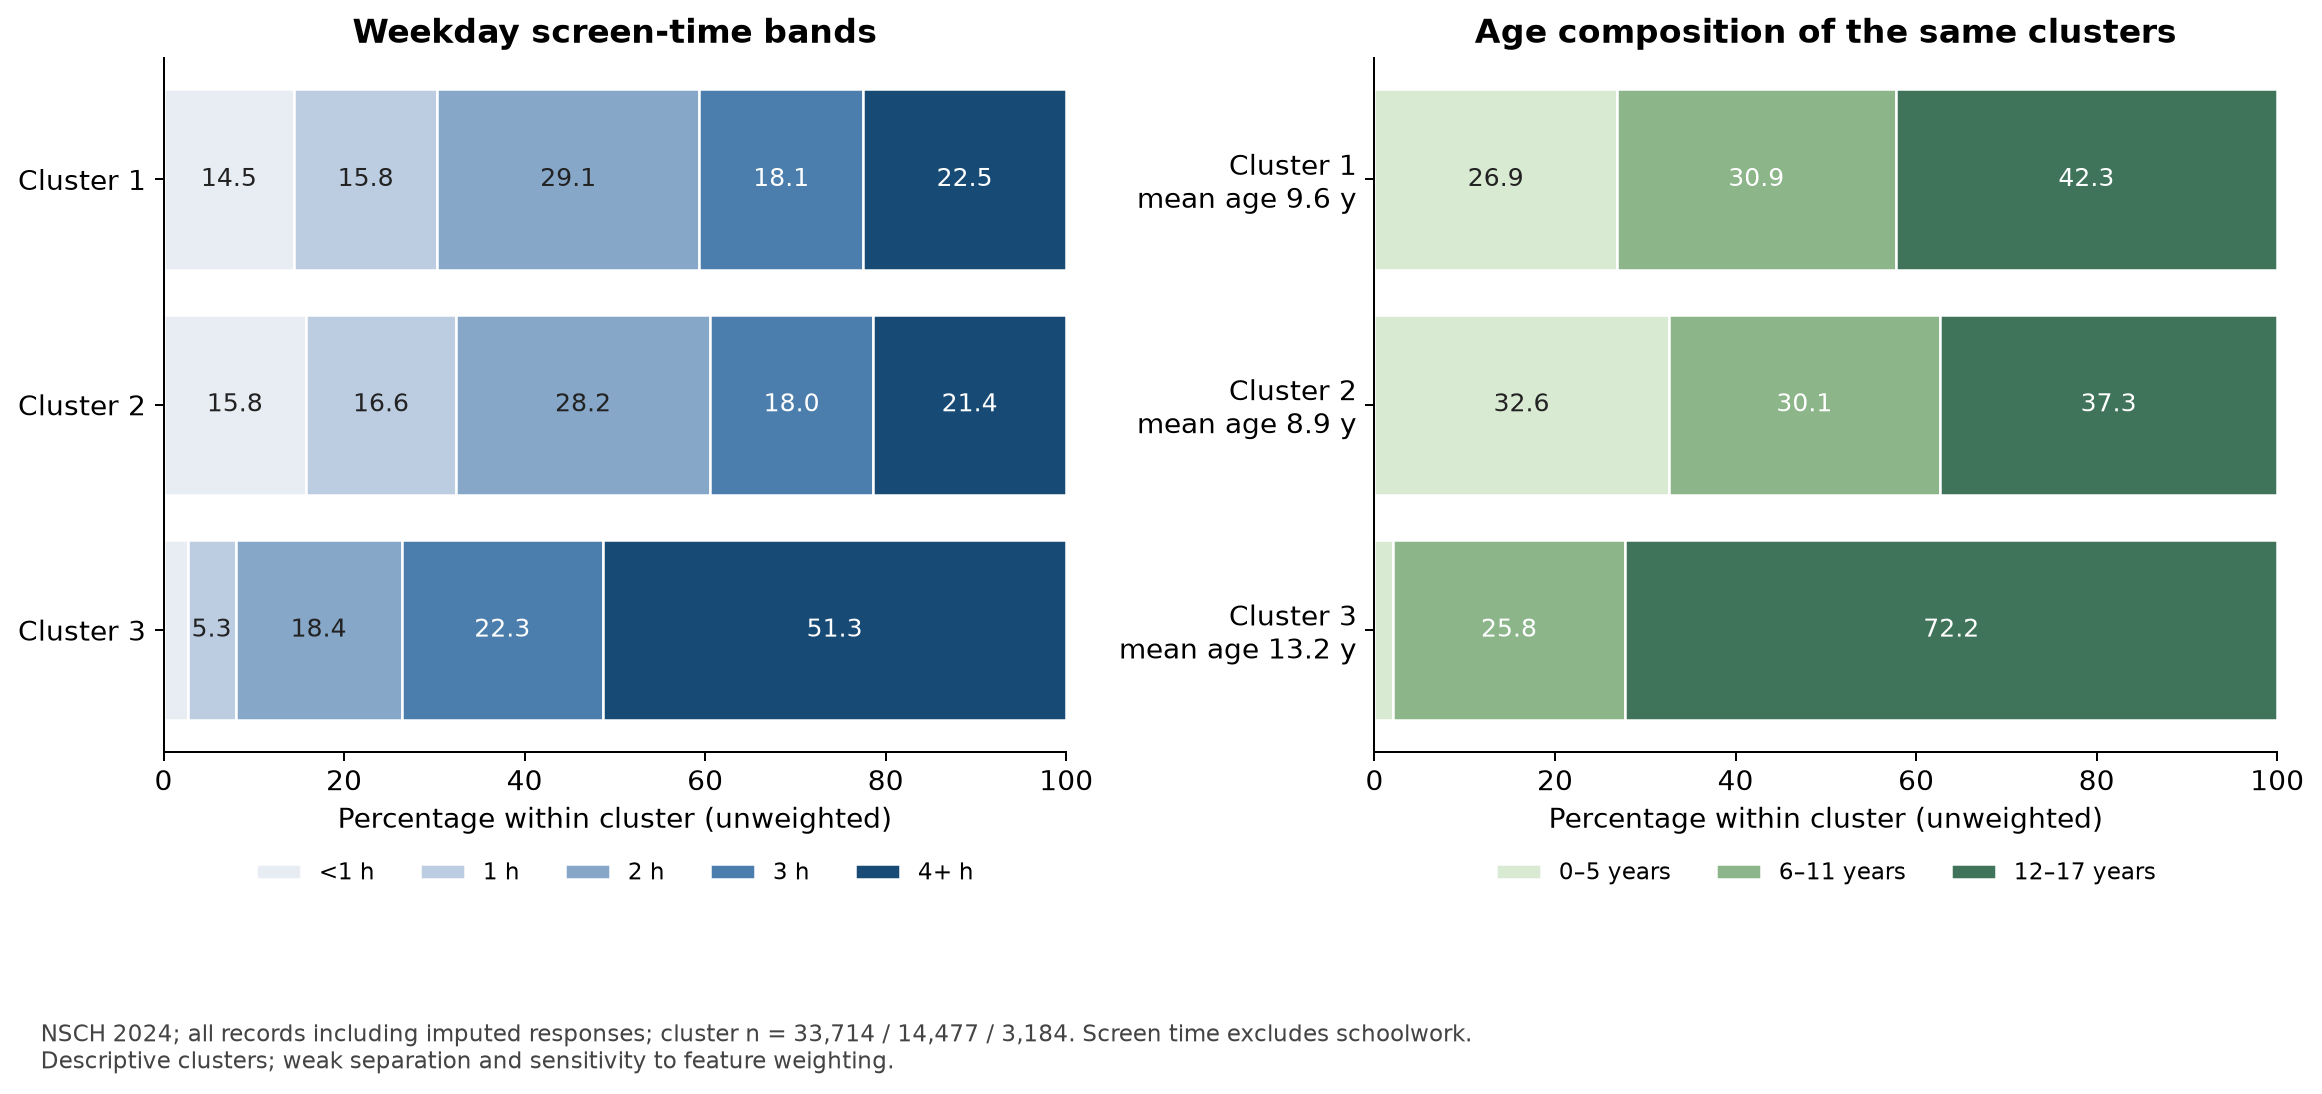 Weekday screen-time bands
Cluster 1
14.5 15.8 29.1 18.1 22.5
Cluster 2
15.8 16.6 28.2 18.0 21.4
Cluster 3
5.3 18.4 22.3 51.3
0 20 40 60 80 100
Percentage within cluster (unweighted)
<1 h 1 h 2 h 3 h 4+ h
Age composition of the same clusters
Cluster 1
mean age 9.6 y
26.9 30.9 42.3
Cluster 2
mean age 8.9 y
32.6 30.1 37.3
Cluster 3
mean age 13.2 y
25.8 72.2
0 20 40 60 80 100
Percentage within cluster (unweighted)
0–5 years 6–11 years 12–17 years
NSCH 2024; all records including imputed responses; cluster n = 33,714 / 14,477 / 3,184. Screen time excludes schoolwork.
Descriptive clusters; weak separation and sensitivity to feature weighting.